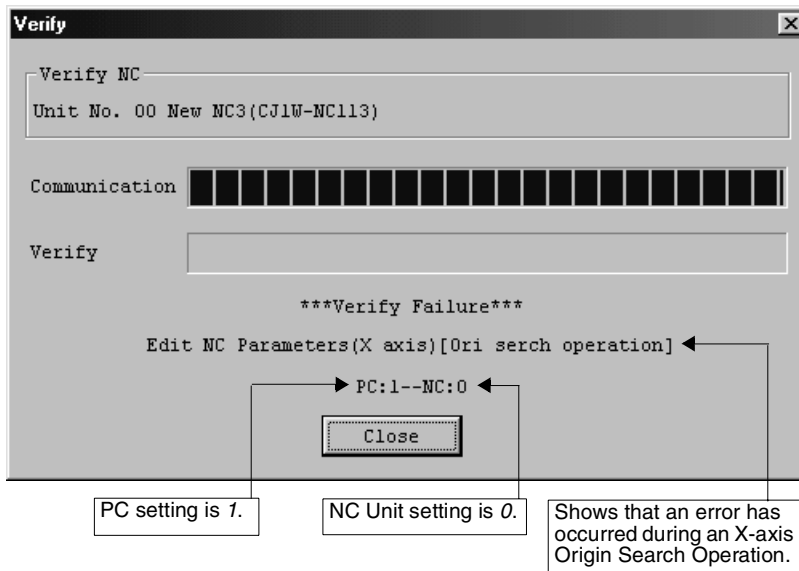 Verify
Verify NC
Unit No. 00 New NC3(CJ1W-NC113)
Communication
Verify
***Verify Failure***
Edit NC Parameters(X axis)[Ori serch operation]
PC:1--NC:0
Close
PC setting is 1.
NC Unit setting is 0.
Shows that an error has
occurred during an X-axis
Origin Search Operation.